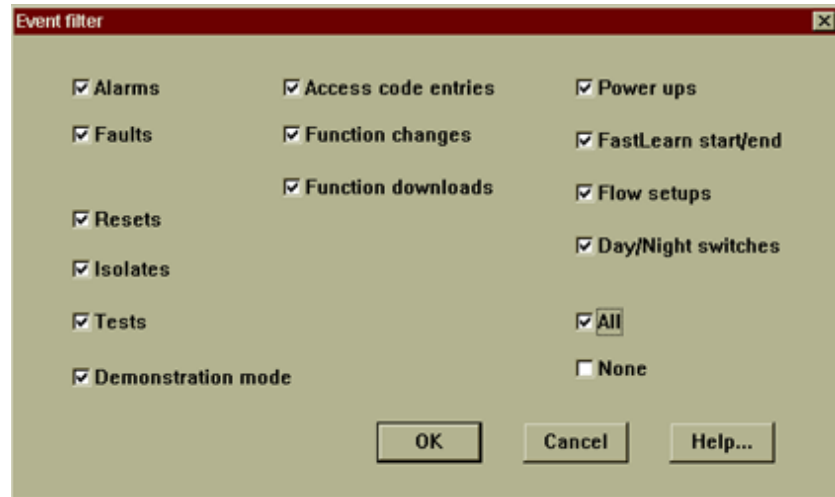 Event filter
Alarms Access code entries Power ups
Faults Function changes FastLearn start/end
Function downloads Flow setups
Resets
Day/Night switches
Isolates
Tests All
Demonstration mode None
OK Cancel Help...